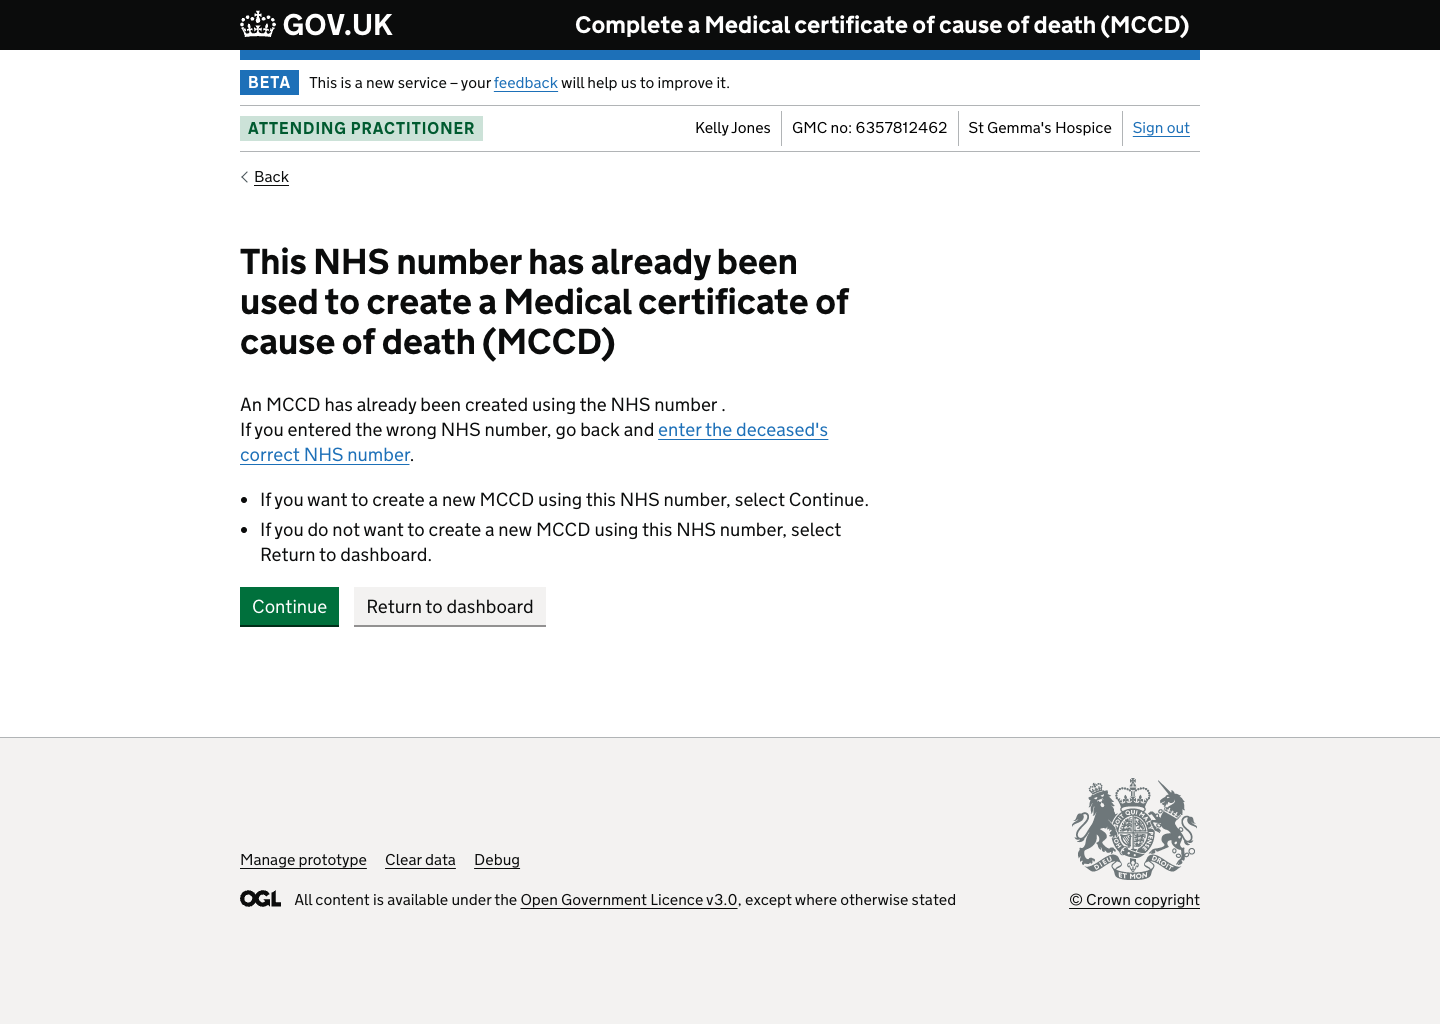 GOV.UK
Complete a Medical certificate of cause of death (MCCD)
BETA This is a new service – your feedback will help us to improve it.
ATTENDING PRACTITIONER
Kelly Jones GMC no: 6357812462 St Gemma's Hospice Sign out
Back
This NHS number has already been
used to create a Medical certificate of
cause of death (MCCD)
An MCCD has already been created using the NHS number .
If you entered the wrong NHS number, go back and enter the deceased's
correct NHS number.
• If you want to create a new MCCD using this NHS number, select Continue.
• If you do not want to create a new MCCD using this NHS number, select
Return to dashboard.
Continue Return to dashboard
Manage prototype Clear data Debug
OGL All content is available under the Open Government Licence v3.0, except where otherwise stated
DIEU ET MON DROIT
© Crown copyright